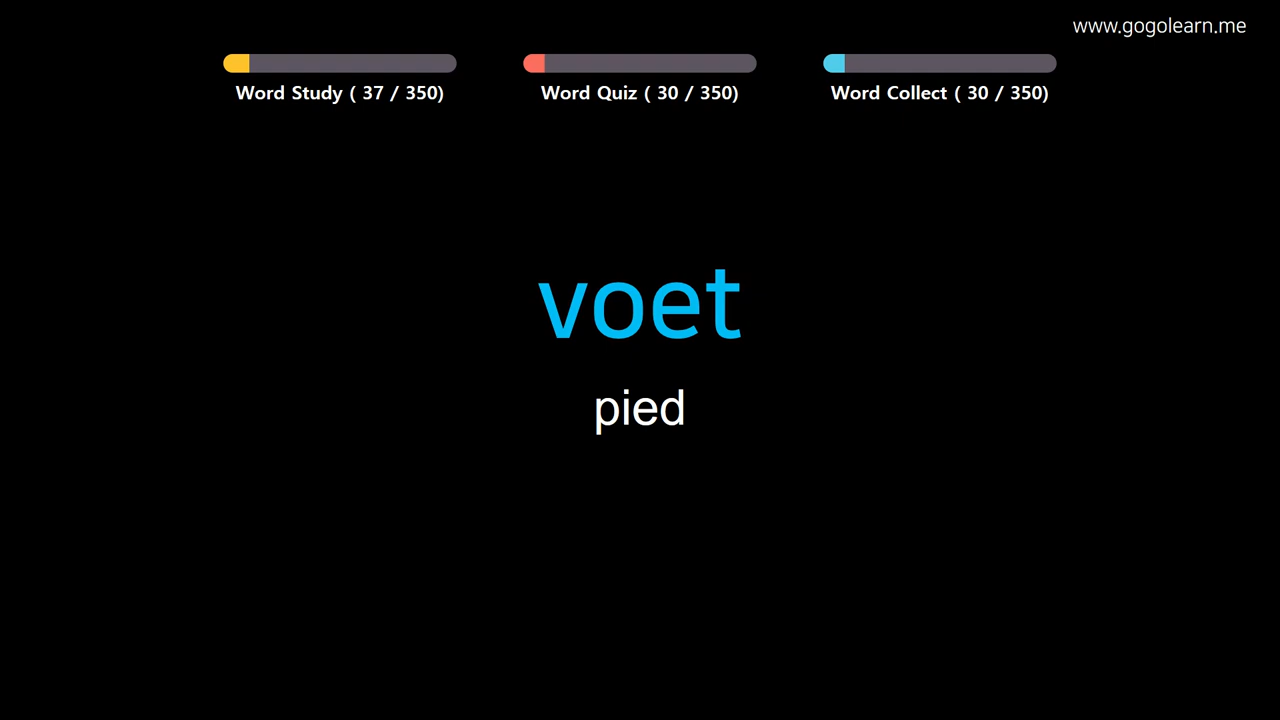 www.gogolearn.me
Word Study ( 37 / 350)
Word Quiz ( 30 / 350)
Word Collect ( 30 / 350)
voet
pied